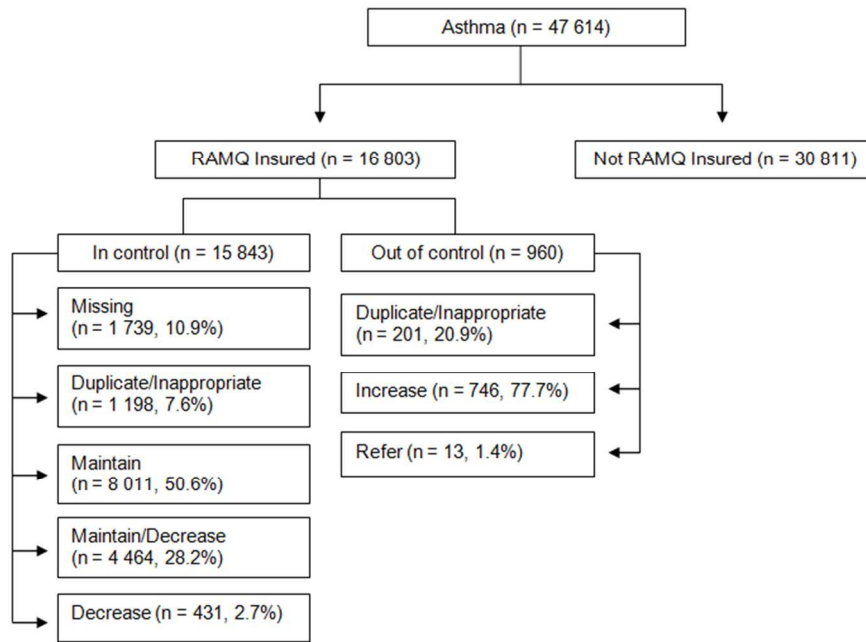 Asthma (n = 47 614)
RAMQ Insured (n = 16 803)
Not RAMQ Insured (n = 30 811)
In control (n = 15 843)
Out of control (n = 960)
Missing
(n = 1 739, 10.9%)
Duplicate/Inappropriate
(n = 1 198, 7.6%)
Maintain
(n = 8 011, 50.6%)
Maintain/Decrease
(n = 4 464, 28.2%)
Decrease (n = 431, 2.7%)
Duplicate/Inappropriate
(n = 201, 20.9%)
Increase (n = 746, 77.7%)
Refer (n = 13, 1.4%)